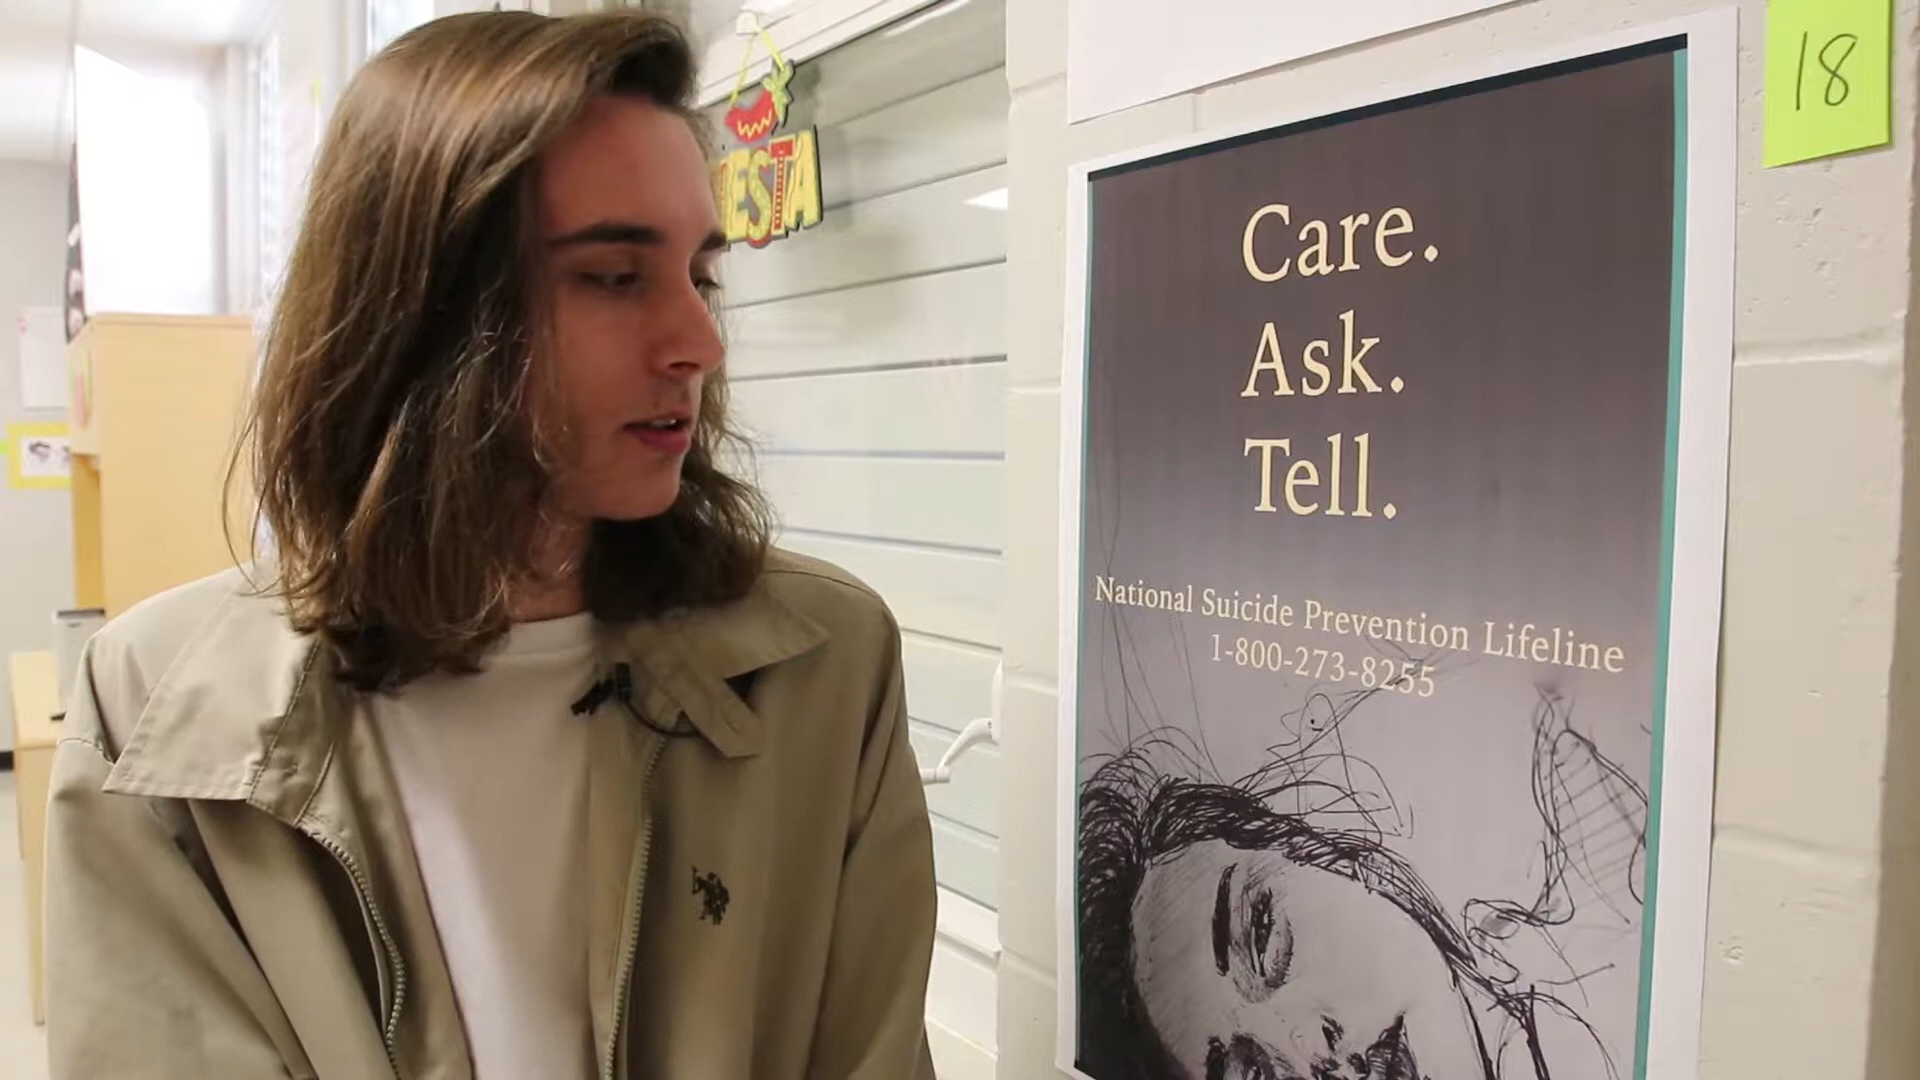 Care.
Ask.
Tell.
National Suicide Prevention Lifeline
1-800-273-8255
18